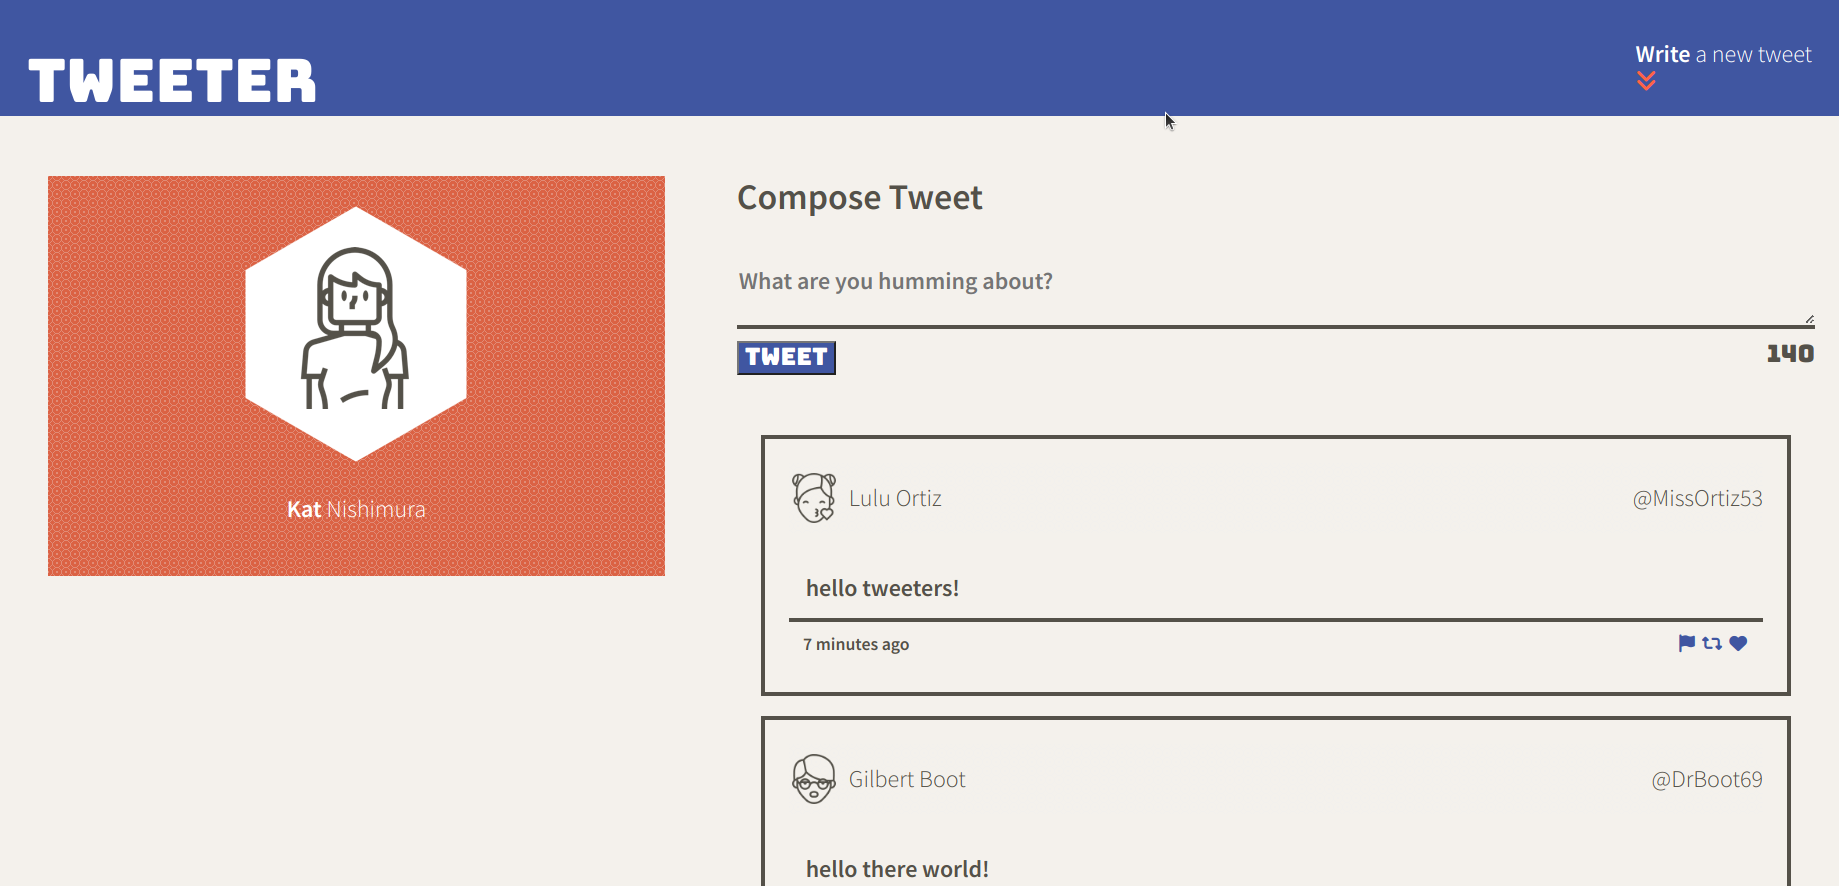 TWEETER
Write a new tweet
Kat Nishimura
Compose Tweet
What are you humming about?
TWEET
140
Lulu Ortiz
@MissOrtiz53
hello tweeters!
7 minutes ago
Gilbert Boot
@DrBoot69
hello there world!